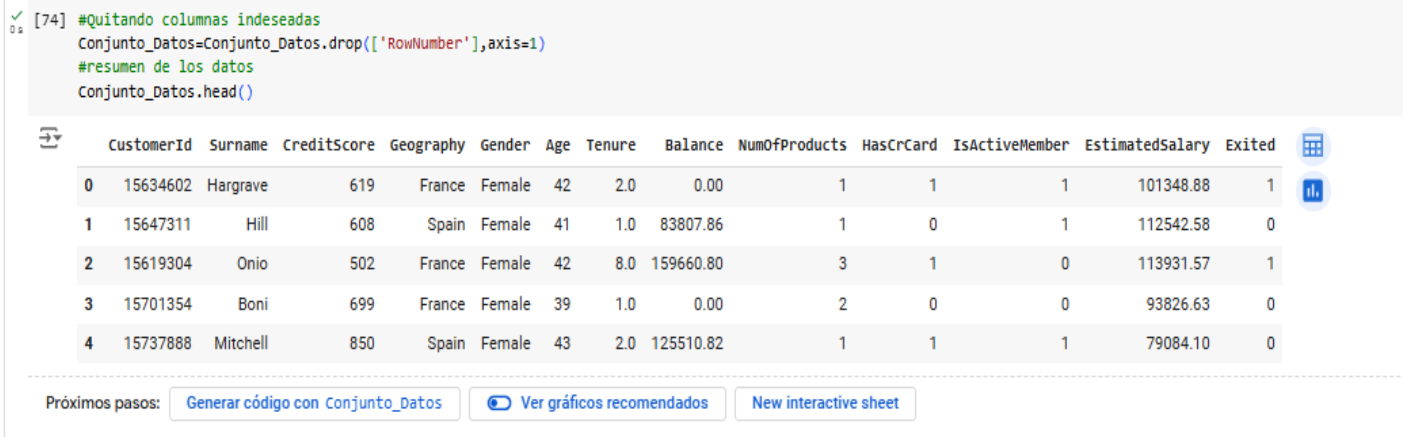 [74] #Quitando columnas indeseadas
Conjunto_Datos=Conjunto_Datos.drop(['RowNumber'],axis=1)
#resumen de los datos
Conjunto_Datos.head()
0 s
CustomerId Surname CreditScore Geography Gender Age Tenure Balance NumOfProducts HasCrCard IsActiveMember EstimatedSalary Exited
0 15634602 Hargrave 619 France Female 42 2.0 0.00 1 1 1 101348.88 1
1 15647311 Hill 608 Spain Female 41 1.0 83807.86 1 0 1 112542.58 0
2 15619304 Onio 502 France Female 42 8.0 159660.80 3 1 0 113931.57 1
3 15701354 Boni 699 France Female 39 1.0 0.00 2 0 0 93826.63 0
4 15737888 Mitchell 850 Spain Female 43 2.0 125510.82 1 1 1 79084.10 0
Próximos pasos: Generar código con Conjunto_Datos Ver gráficos recomendados New interactive sheet